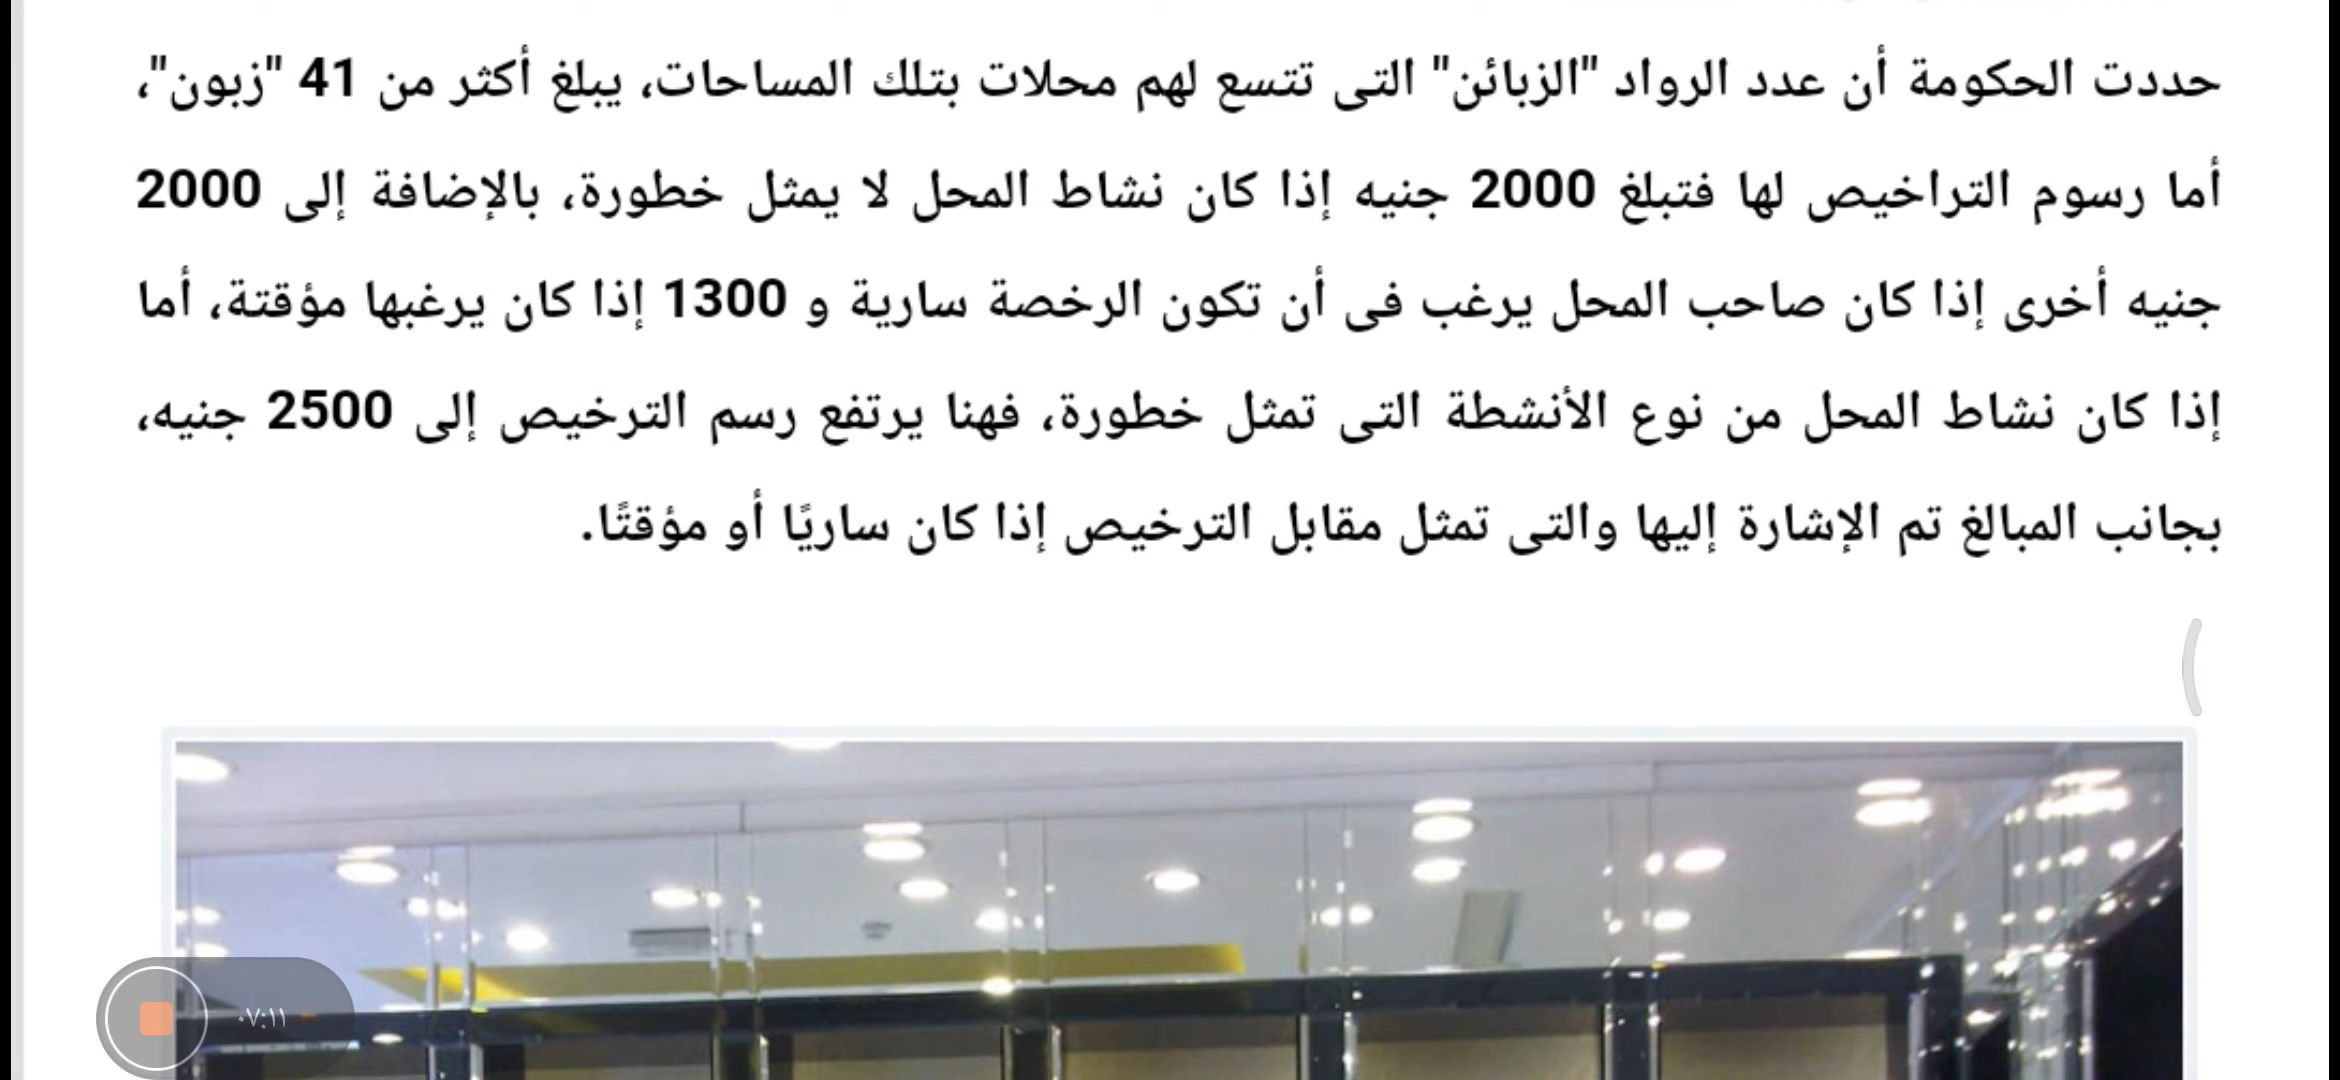 حددت الحكومة أن عدد الرواد "الزبائن" التى تتسع لهم محلات بتلك المساحات، يبلغ أكثر من 41 "زبون"،
أما رسوم التراخيص لها فتبلغ 2000 جنيه إذا كان نشاط المحل لا يمثل خطورة، بالإضافة إلى 2000
جنيه أخرى إذا كان صاحب المحل يرغب فى أن تكون الرخصة سارية و 1300 إذا كان يرغبها مؤقتة، أما
إذا كان نشاط المحل من نوع الأنشطة التى تمثل خطورة، فهنا يرتفع رسم الترخيص إلى 2500 جنيه،
بجانب المبالغ تم الإشارة إليها والتى تمثل مقابل الترخيص إذا كان ساريًا أو مؤقتًا.
٠٧:١١